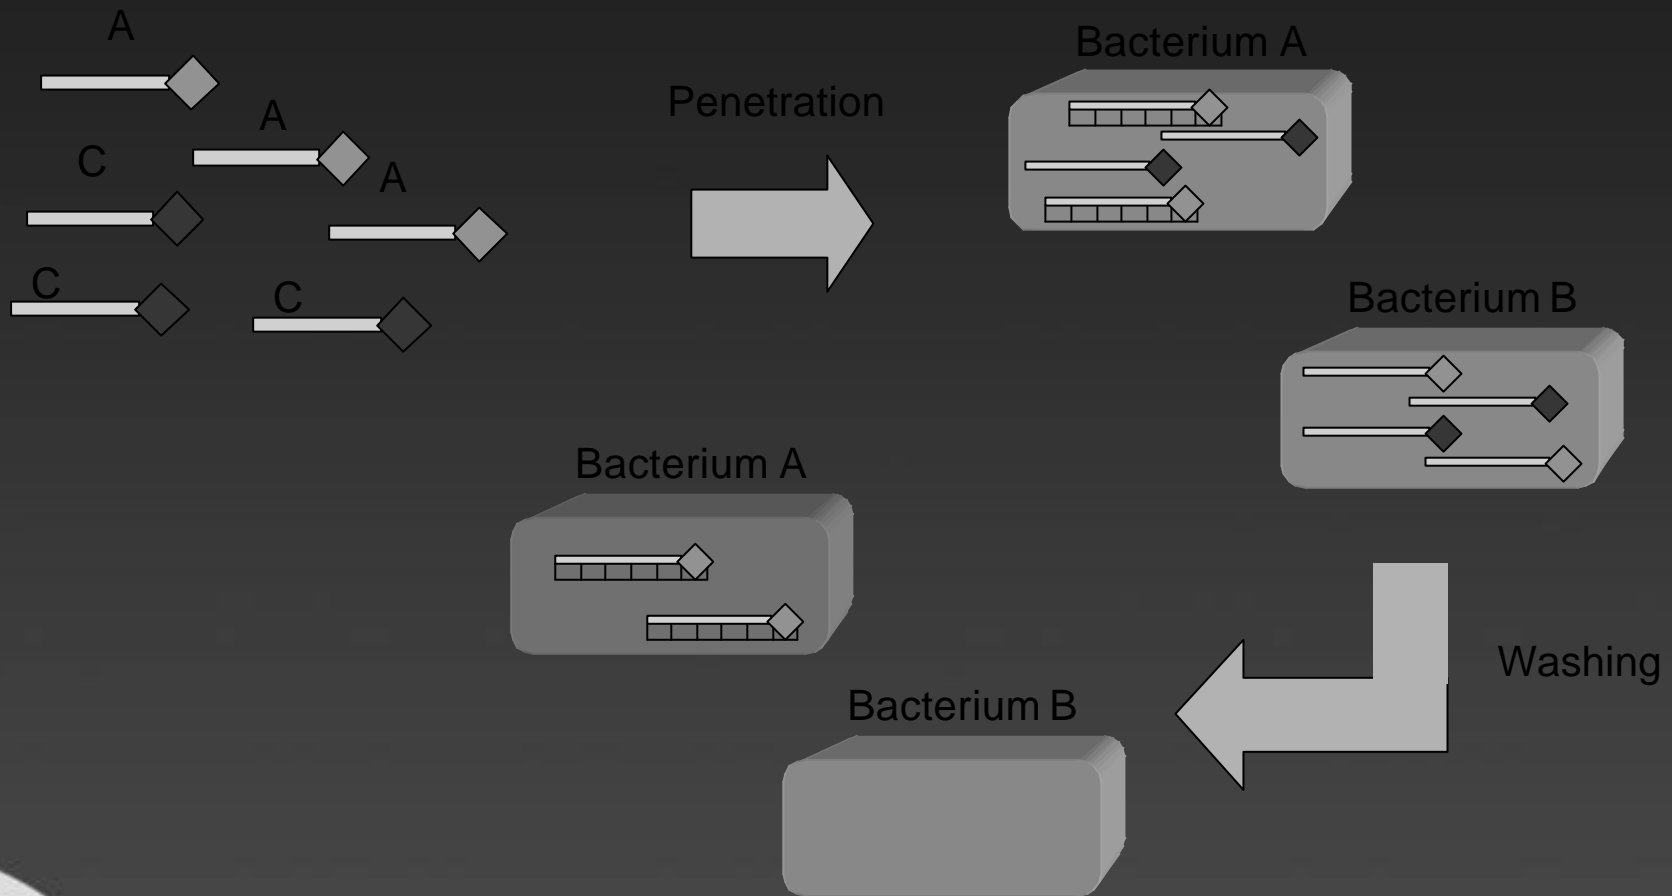 A
A
A
C
C
C
Penetration
Bacterium A
Bacterium B
Bacterium A
Washing
Bacterium B